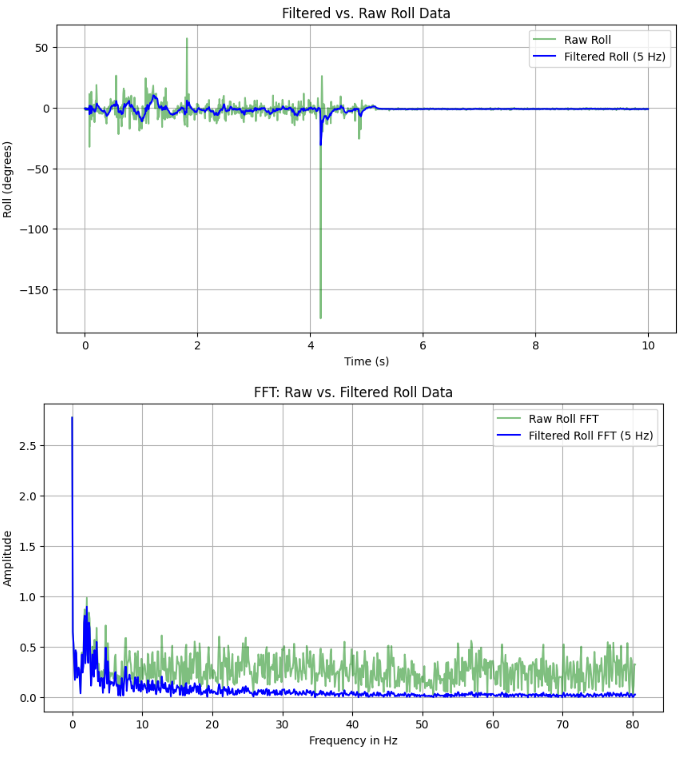 Filtered vs. Raw Roll Data
Raw Roll
Filtered Roll (5 Hz)
Roll (degrees)
50
0
−50
−100
−150
0 2 4 6 8 10
Time (s)
FFT: Raw vs. Filtered Roll Data
Raw Roll FFT
Filtered Roll FFT (5 Hz)
Amplitude
2.5
2.0
1.5
1.0
0.5
0.0
0 10 20 30 40 50 60 70 80
Frequency in Hz